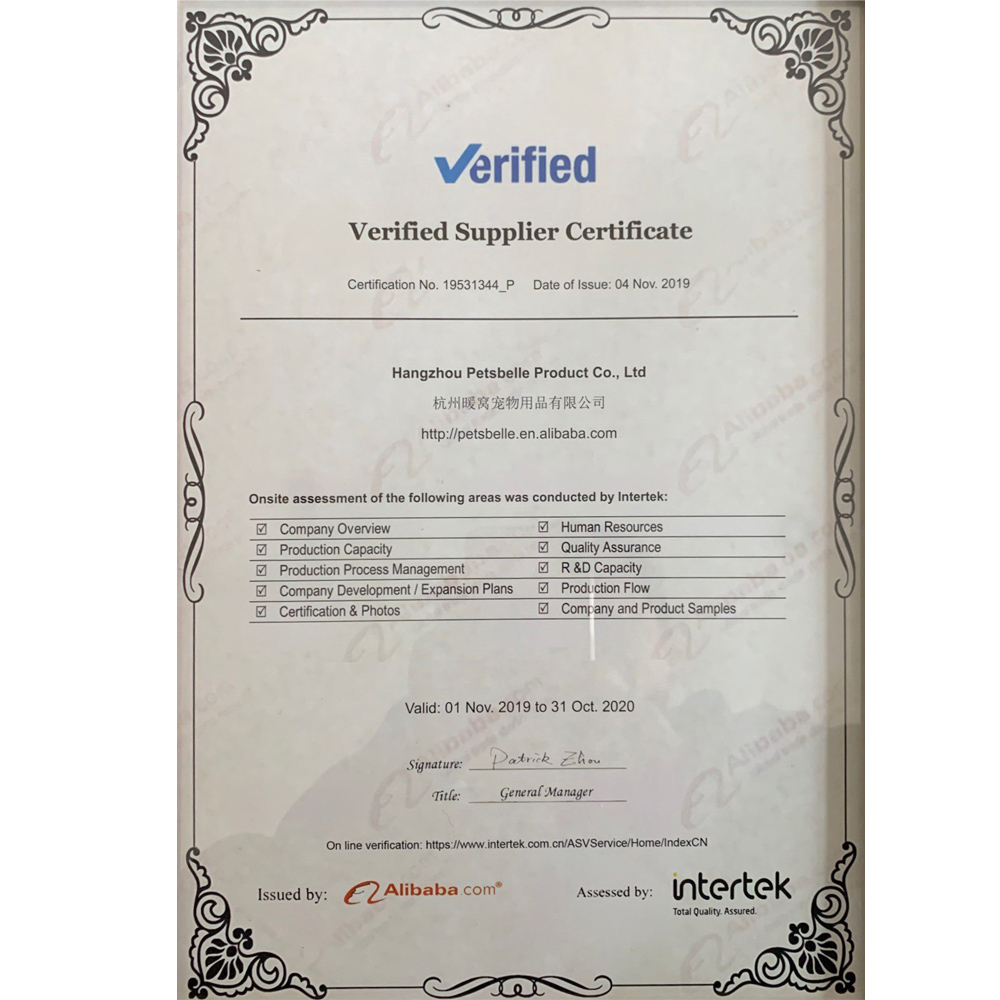 Verified
Verified Supplier Certificate
Certification No. 19531344_P Date of Issue: 04 Nov. 2019
Hangzhou Petsbelle Product Co., Ltd
杭州暖窝宠物用品有限公司
http://petsbelle.en.alibaba.com
Onsite assessment of the following areas was conducted by Intertek:
☑ Company Overview ☑ Human Resources
☑ Production Capacity ☑ Quality Assurance
☑ Production Process Management ☑ R &D Capacity
☑ Company Development / Expansion Plans ☑ Production Flow
☑ Certification & Photos ☑ Company and Product Samples
Valid: 01 Nov. 2019 to 31 Oct. 2020
Signature: Patrick Zhou
Title: General Manager
On line verification: https://www.intertek.com.cn/ASVService/Home/IndexCN
Issued by: Alibaba.com® Assessed by: intertek
Total Quality. Assured.